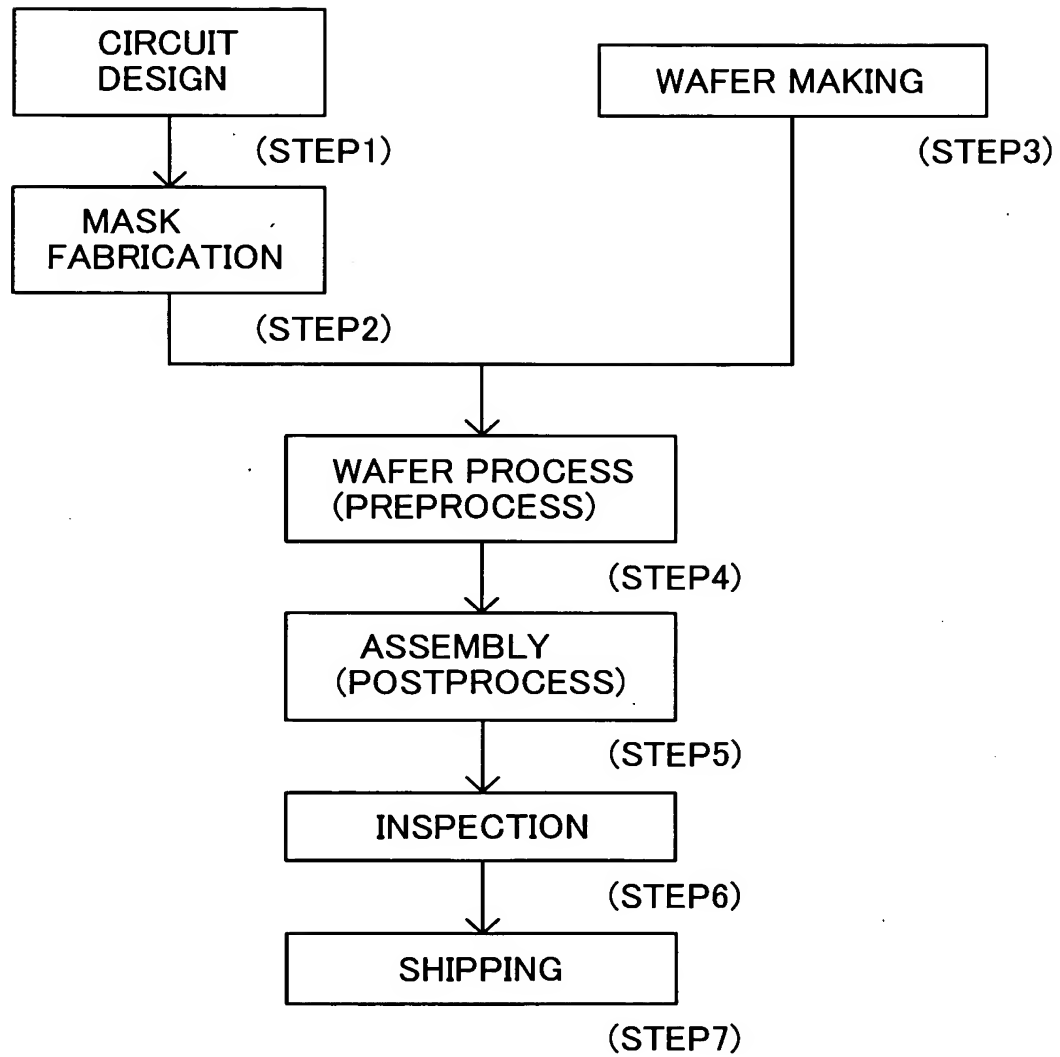 CIRCUIT
DESIGN
(STEP1)
MASK
FABRICATION
(STEP2)
WAFER MAKING
(STEP3)
WAFER PROCESS
(PREPROCESS)
(STEP4)
ASSEMBLY
(POSTPROCESS)
(STEP5)
INSPECTION
(STEP6)
SHIPPING
(STEP7)